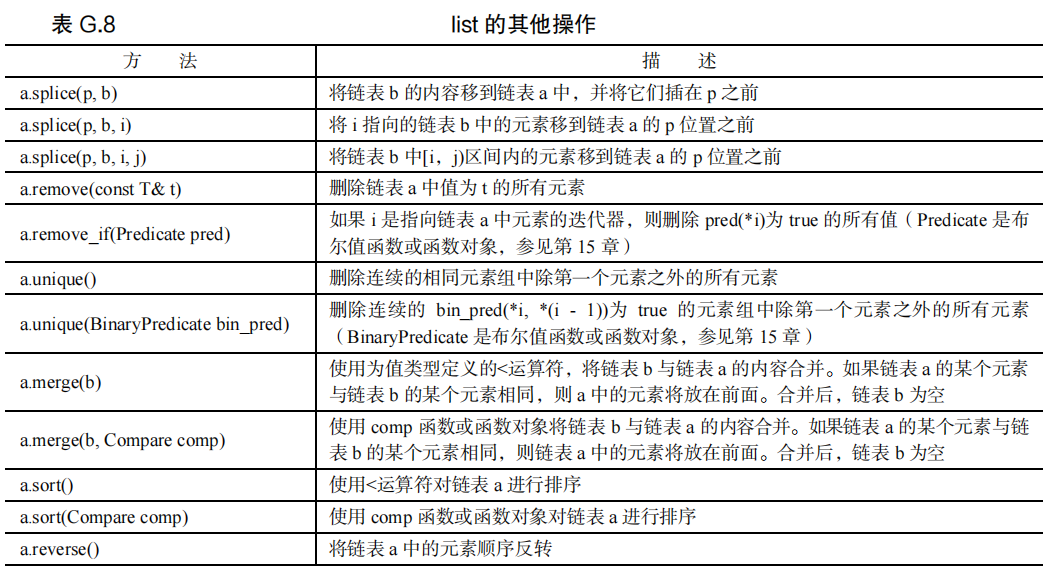 表 G.8 list 的其他操作
方 法 描 述
a.splice(p, b) 将链表 b 的内容移到链表 a 中，并将它们插在 p 之前
a.splice(p, b, i) 将 i 指向的链表 b 中的元素移到链表 a 的 p 位置之前
a.splice(p, b, i, j) 将链表 b 中[i，j)区间内的元素移到链表 a 的 p 位置之前
a.remove(const T& t) 删除链表 a 中值为 t 的所有元素
a.remove_if(Predicate pred) 如果 i 是指向链表 a 中元素的迭代器，则删除 pred(*i)为 true 的所有值（Predicate 是布
尔值函数或函数对象，参见第 15 章）
a.unique() 删除连续的相同元素组中除第一个元素之外的所有元素
a.unique(BinaryPredicate bin_pred) 删除连续的 bin_pred(*i, *(i - 1))为 true 的元素组中除第一个元素之外的所有元素
（BinaryPredicate 是布尔值函数或函数对象，参见第 15 章）
a.merge(b) 使用为值类型定义的<运算符，将链表 b 与链表 a 的内容合并。如果链表 a 的某个元素
与链表 b 的某个元素相同，则 a 中的元素将放在前面。合并后，链表 b 为空
a.merge(b, Compare comp) 使用 comp 函数或函数对象将链表 b 与链表 a 的内容合并。如果链表 a 的某个元素与链
表 b 的某个元素相同，则链表 a 中的元素将放在前面。合并后，链表 b 为空
a.sort() 使用<运算符对链表 a 进行排序
a.sort(Compare comp) 使用 comp 函数或函数对象对链表 a 进行排序
a.reverse() 将链表 a 中的元素顺序反转